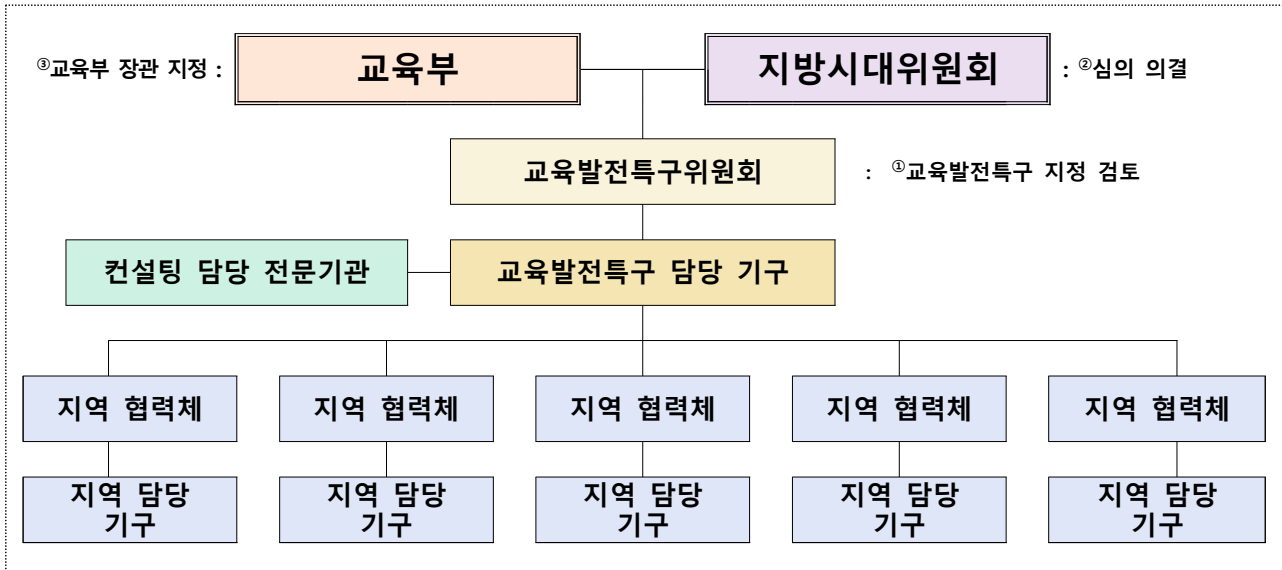 ③교육부 장관 지정 :
교육부
지방시대위원회
: ②심의 의결
교육발전특구위원회
: ①교육발전특구 지정 검토
컨설팅 담당 전문기관
교육발전특구 담당 기구
지역 협력체
지역 협력체
지역 협력체
지역 협력체
지역 협력체
지역 담당
기구
지역 담당
기구
지역 담당
기구
지역 담당
기구
지역 담당
기구